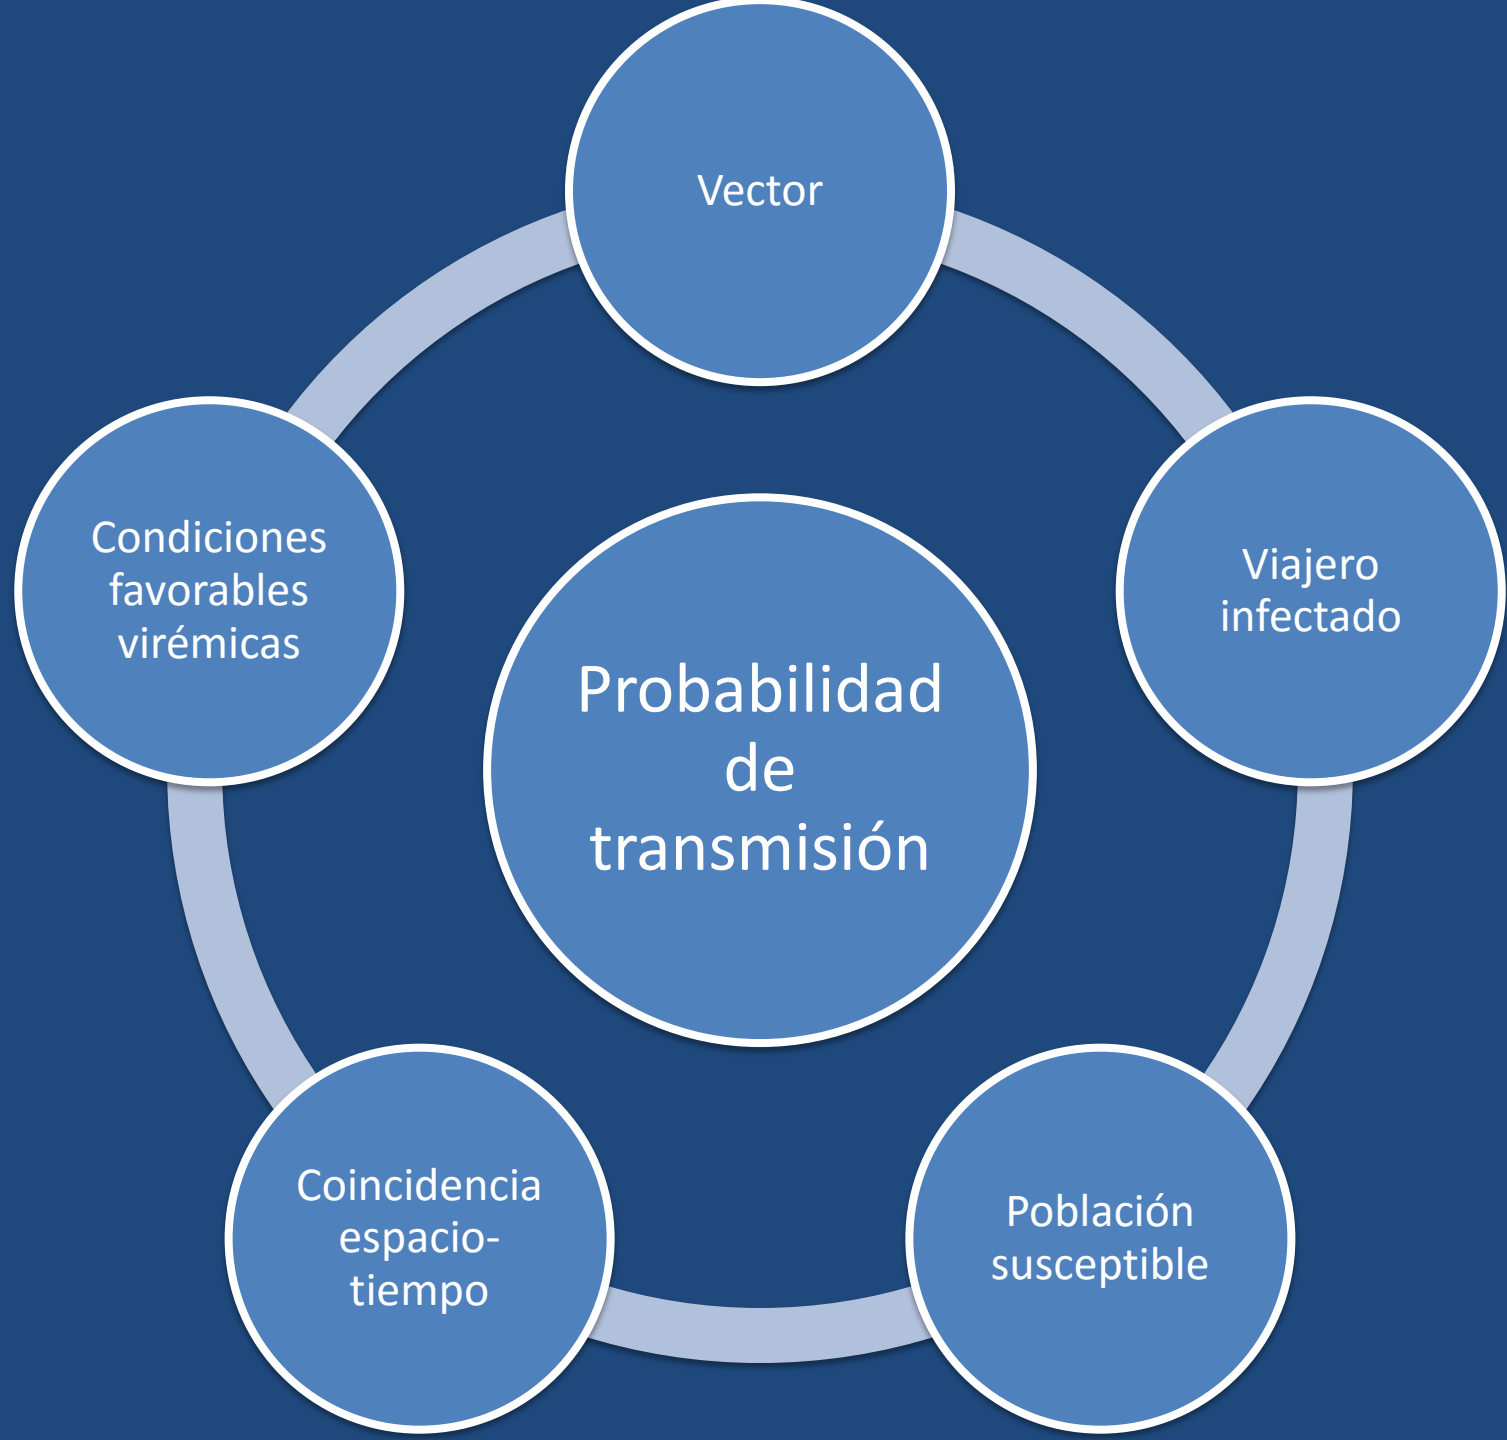 Vector
Condiciones
favorables
virémicas
Viajero
infectado
Probabilidad
de
transmisión
Coincidencia
espacio-
tiempo
Población
susceptible